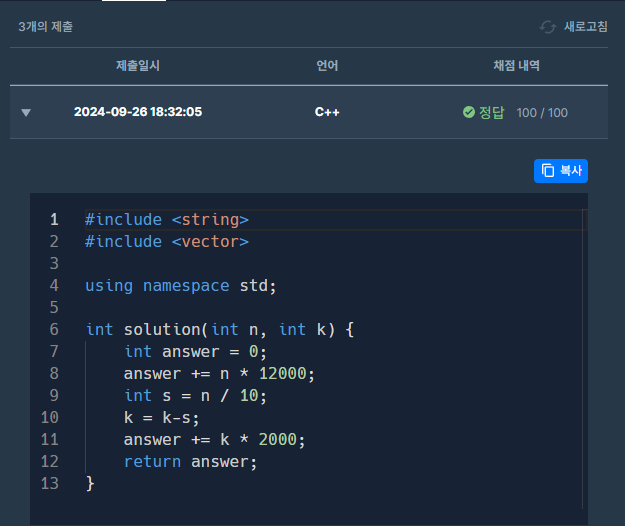 3개의 제출 새로고침
제출일시 언어 채점 내역
▼ 2024-09-26 18:32:05 C++ 정답 100 / 100
복사
1 #include <string>
2 #include <vector>
3
4 using namespace std;
5
6 int solution(int n, int k) {
7     int answer = 0;
8     answer += n * 12000;
9     int s = n / 10;
10     k = k-s;
11     answer += k * 2000;
12     return answer;
13 }